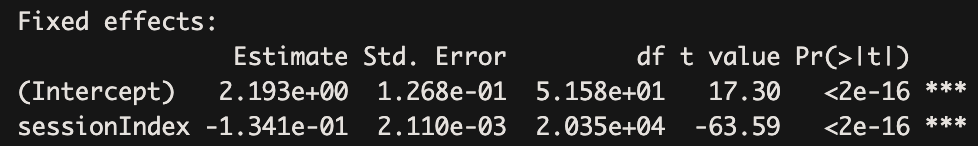 Fixed effects:
Estimate Std. Error df t value Pr(>|t|)
(Intercept) 2.193e+00 1.268e-01 5.158e+01 17.30 <2e-16 ***
sessionIndex -1.341e-01 2.110e-03 2.035e+04 -63.59 <2e-16 ***